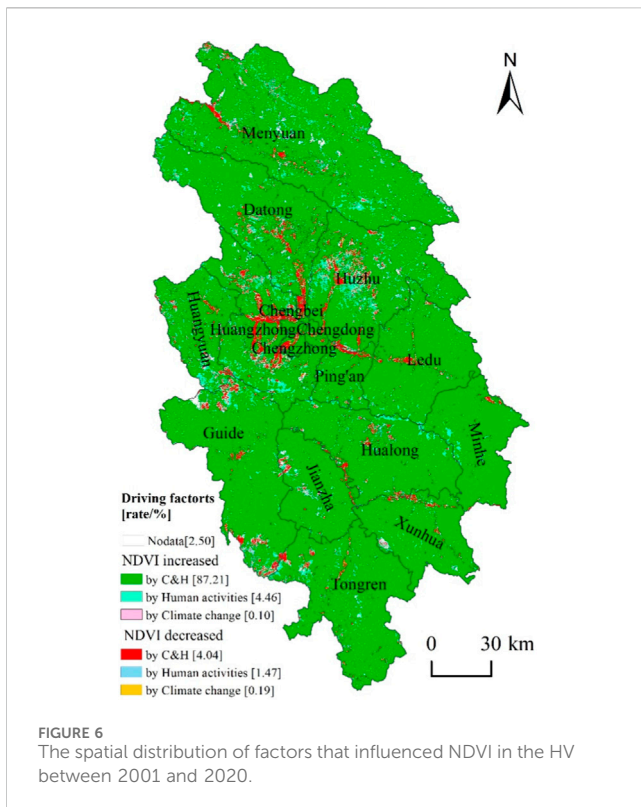 N
Menyuan
Datong
Huzhu
Huangyuan
Chengbei
HuangzhongChengdong
Chengzhong
Ledu
Ping'an
Minhe
Guide
Hualong
Jianzha
Xunhua
Tongren
Driving factorts
[rate/%]
Nodata[2.50]
NDVI increased
by C&H [87.21]
by Human activities [4.46]
by Climate change [0.10]
NDVI decreased
by C&H [4.04]
by Human activities [1.47]
by Climate change [0.19]
0 30 km
FIGURE 6
The spatial distribution of factors that influenced NDVI in the HV
between 2001 and 2020.